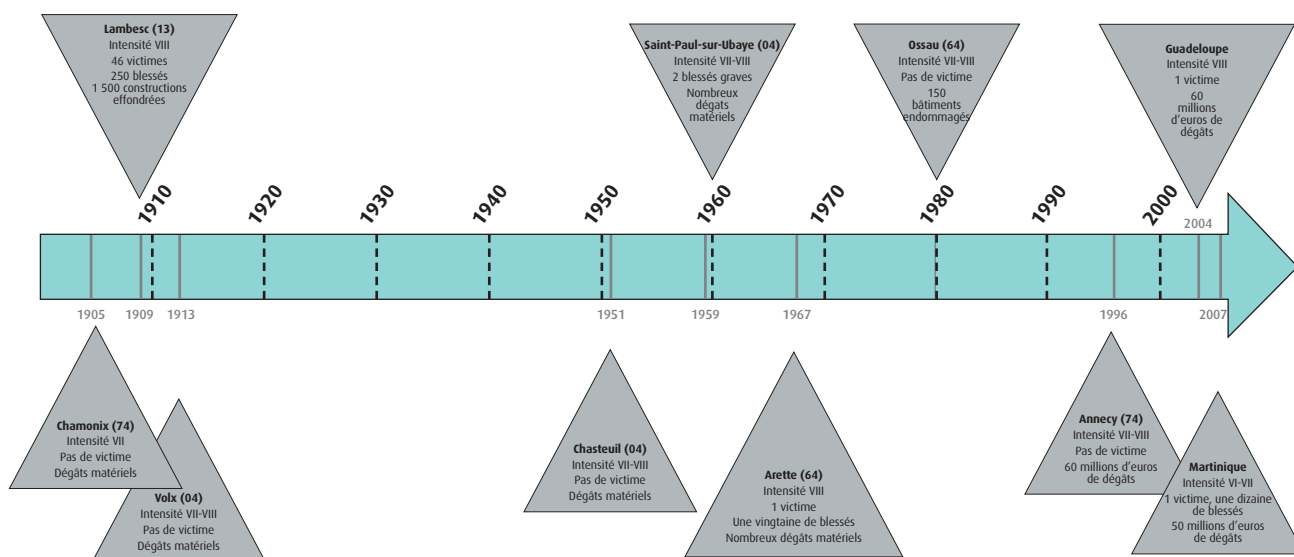 Lambesc (13)
Intensité VIII
46 victimes
250 blessés
1 500 constructions
effondrées
Saint-Paul-sur-Ubaye (04)
Intensité VII-VIII
2 blessés graves
Nombreux
dégats
matériels
Ossau (64)
Intensité VII-VIII
Pas de victime
150
bâtiments
endommagés
Guadeloupe
Intensité VIII
1 victime
60
millions
d'euros de
dégâts
1910
1920
1930
1940
1950
1960
1970
1980
1990
2000
2004
1905
1909
1913
1951
1959
1967
1996
2007
Chamonix (74)
Intensité VII
Pas de victime
Dégâts matériels
Volx (04)
Intensité VII-VIII
Pas de victime
Dégâts matériels
Chasteuil (04)
Intensité VII-VIII
Pas de victime
Dégâts matériels
Arette (64)
Intensité VIII
1 victime
Une vingtaine de blessés
Nombreux dégâts matériels
Annecy (74)
Intensité VII-VIII
Pas de victime
60 millions d'euros
de dégâts
Martinique
Intensité VI-VII
1 victime, une dizaine
de blessés
50 millions d'euros
de dégâts